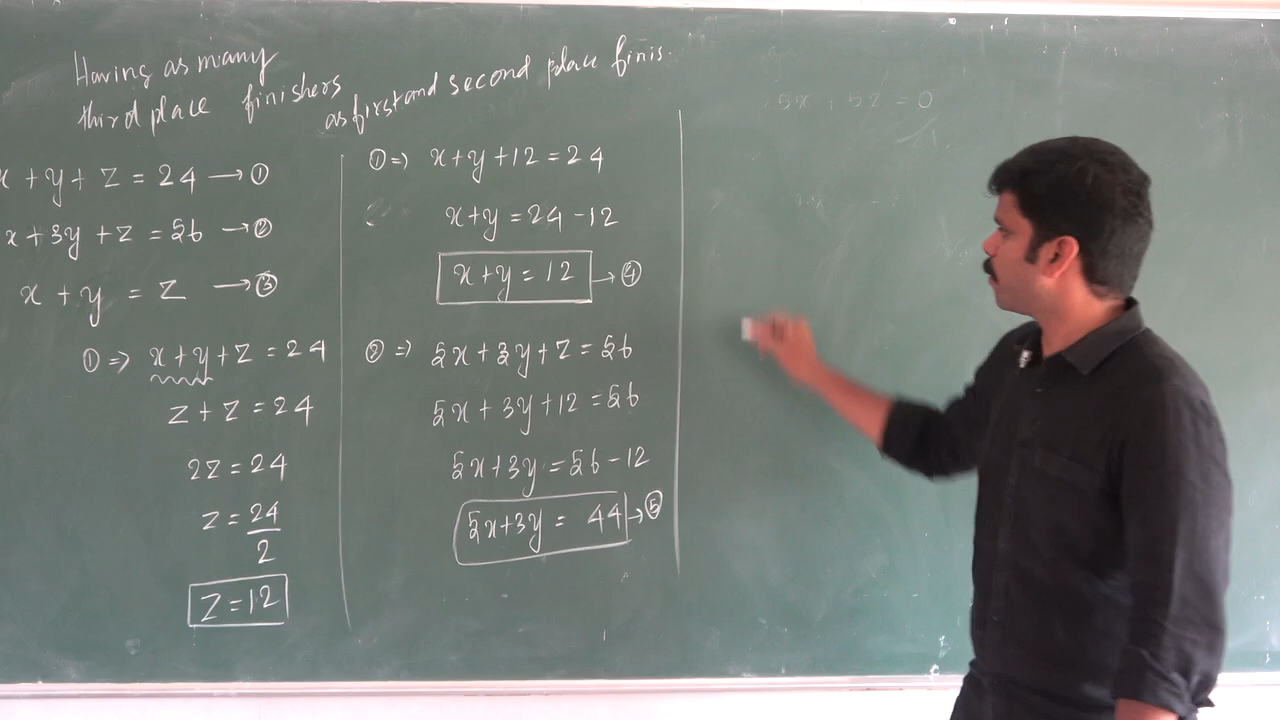 Having as many
third place finishers
as first and second place finis.
x + y + z = 24 → ①
x + 3y + z = 56 → ②
x + y = z → ③
① ⇒ x + y + z = 24
z + z = 24
2z = 24
z = 24/2
z = 12
① ⇒ x + y + 12 = 24
x + y = 24 - 12
x + y = 12 → ④
② ⇒ 5x + 3y + z = 56
5x + 3y + 12 = 56
5x + 3y = 56 - 12
5x + 3y = 44 → ⑤